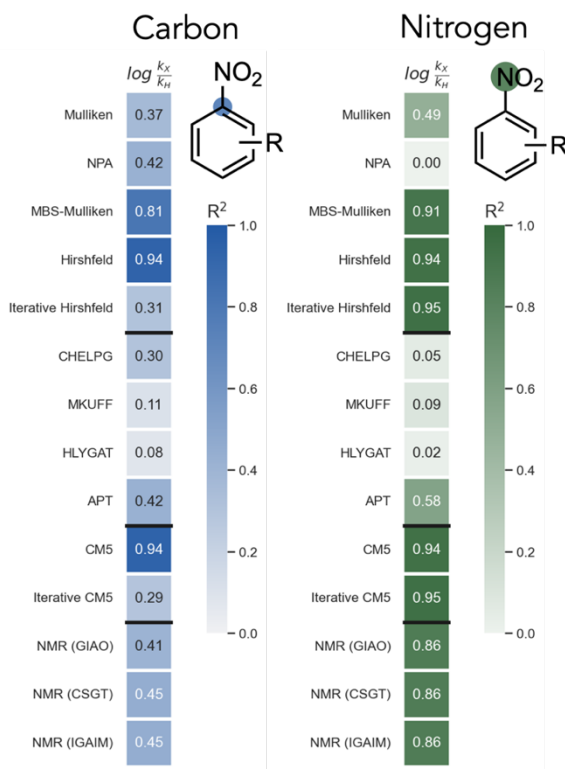 Carbon
log kX/kH
NO2
R
Mulliken 0.37
NPA 0.42
MBS-Mulliken 0.81
Hirshfeld 0.94
Iterative Hirshfeld 0.31
CHELPG 0.30
MKUFF 0.11
HLYGAT 0.08
APT 0.42
CM5 0.94
Iterative CM5 0.29
NMR (GIAO) 0.41
NMR (CSGT) 0.45
NMR (IGAIM) 0.45
R2
1.0
0.8
0.6
0.4
0.2
0.0
Nitrogen
log kX/kH
NO2
R
Mulliken 0.49
NPA 0.00
MBS-Mulliken 0.91
Hirshfeld 0.94
Iterative Hirshfeld 0.95
CHELPG 0.05
MKUFF 0.09
HLYGAT 0.02
APT 0.58
CM5 0.94
Iterative CM5 0.95
NMR (GIAO) 0.86
NMR (CSGT) 0.86
NMR (IGAIM) 0.86
R2
1.0
0.8
0.6
0.4
0.2
0.0